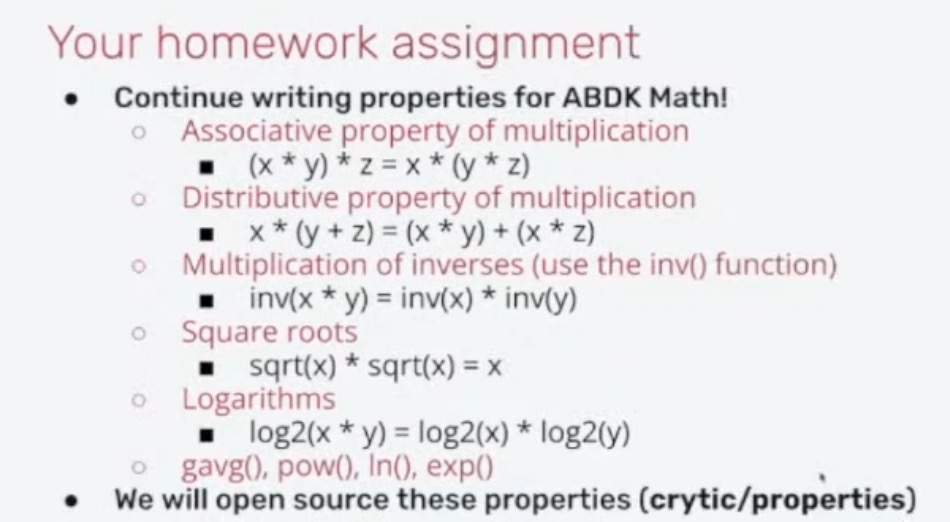 Your homework assignment
● Continue writing properties for ABDK Math!
○ Associative property of multiplication
■ (x * y) * z = x * (y * z)
○ Distributive property of multiplication
■ x * (y + z) = (x * y) + (x * z)
○ Multiplication of inverses (use the inv() function)
■ inv(x * y) = inv(x) * inv(y)
○ Square roots
■ sqrt(x) * sqrt(x) = x
○ Logarithms
■ log2(x * y) = log2(x) * log2(y)
○ gavg(), pow(), ln(), exp()
● We will open source these properties (crytic/properties)